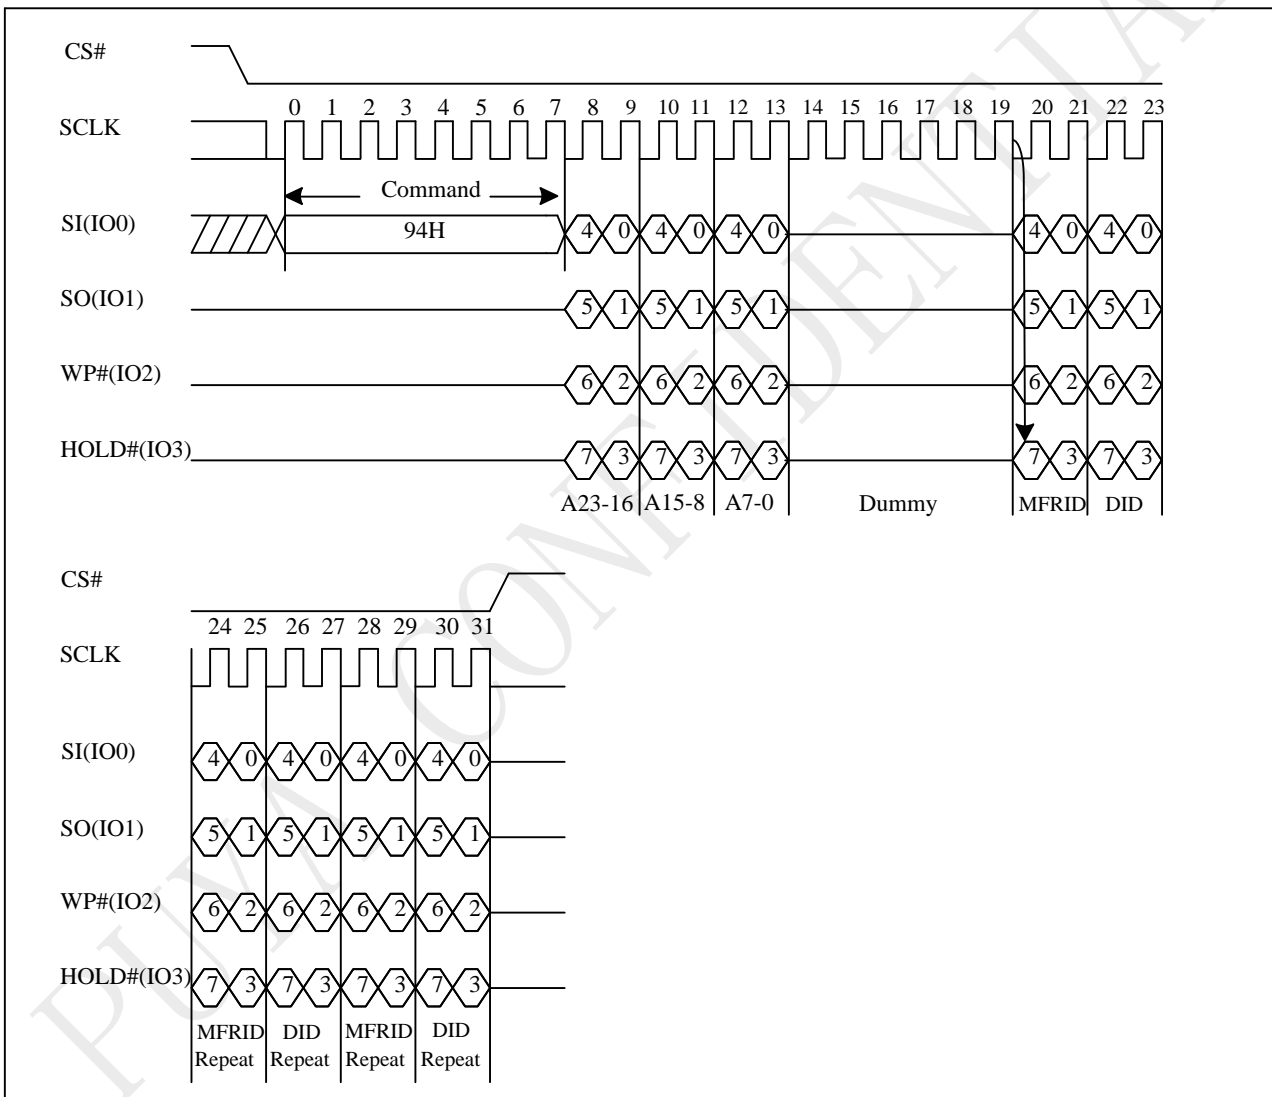 CS#
0 1 2 3 4 5 6 7 8 9 10 11 12 13 14 15 16 17 18 19 20 21 22 23
SCLK
Command
SI(IO0) 94H 4 0 4 0 4 0 4 0 4 0
SO(IO1) 5 1 5 1 5 1 5 1 5 1
WP#(IO2) 6 2 6 2 6 2 6 2 6 2
HOLD#(IO3) 7 3 7 3 7 3 7 3 7 3
A23-16 A15-8 A7-0 Dummy MFRID DID
CS#
24 25 26 27 28 29 30 31
SCLK
SI(IO0) 4 0 4 0 4 0 4 0
SO(IO1) 5 1 5 1 5 1 5 1
WP#(IO2) 6 2 6 2 6 2 6 2
HOLD#(IO3) 7 3 7 3 7 3 7 3
MFRID DID MFRID DID
Repeat Repeat Repeat Repeat
PUYA CONFIDENTIAL